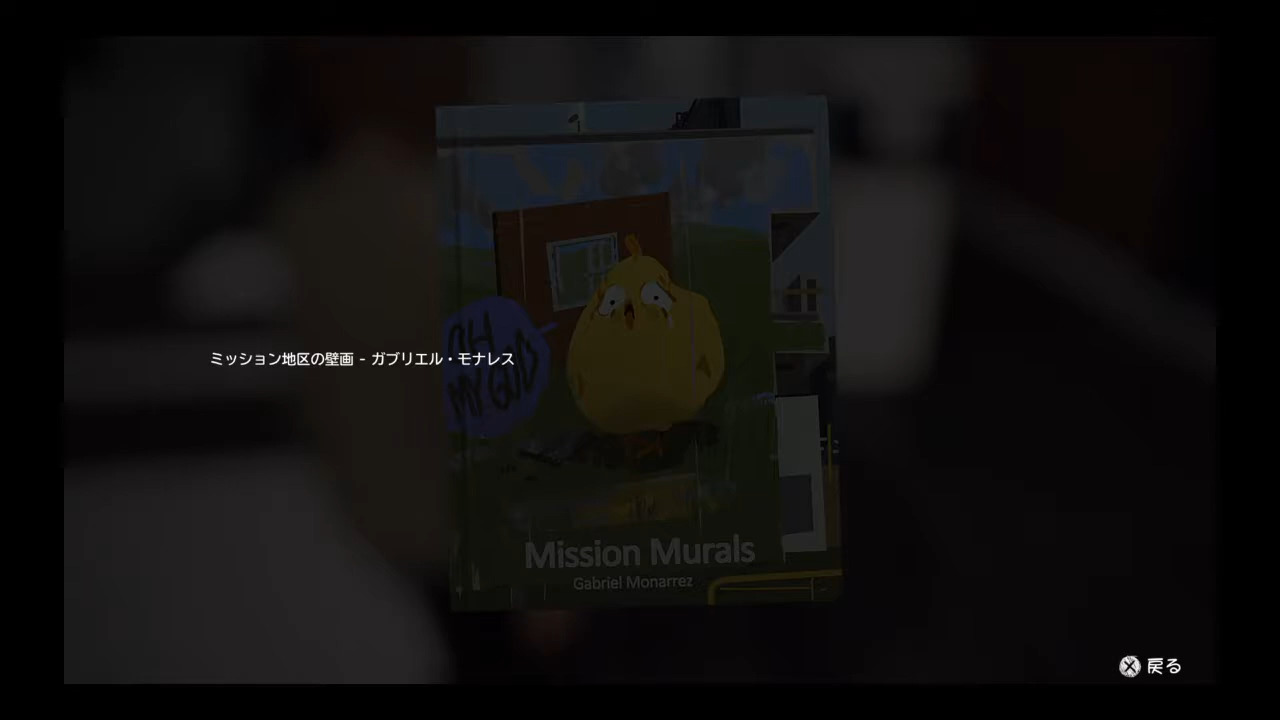 OH
MY GOD
ミッション地区の壁画 - ガブリエル・モナレス
Mission Murals
Gabriel Monarrez
戻る